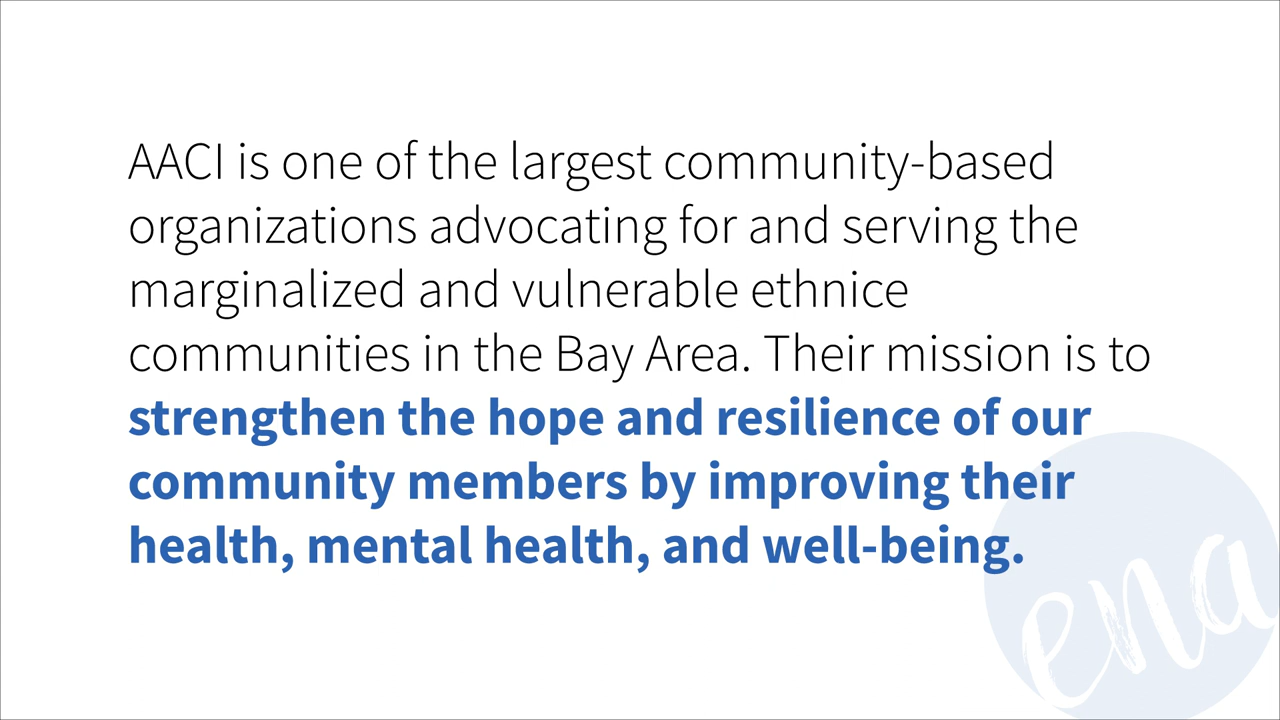 AACI is one of the largest community-based
organizations advocating for and serving the
marginalized and vulnerable ethnice
communities in the Bay Area. Their mission is to
strengthen the hope and resilience of our
community members by improving their
health, mental health, and well-being.
ena